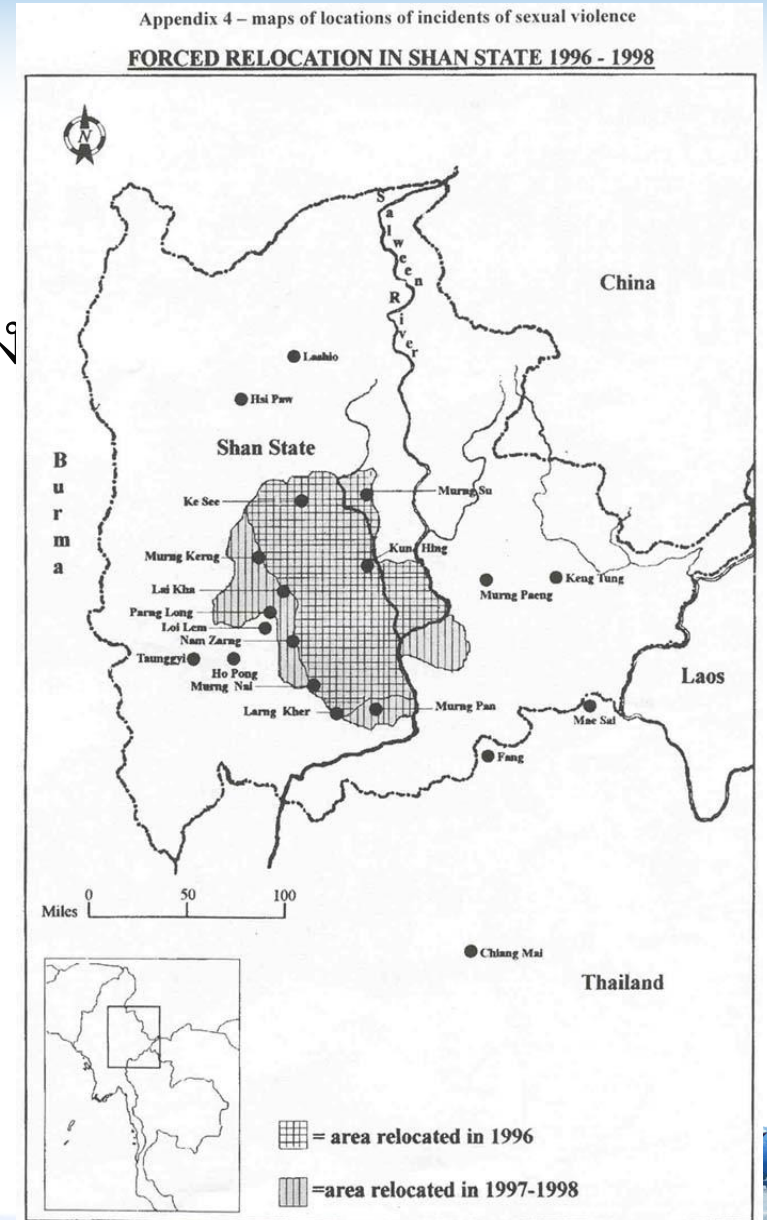 Appendix 4 – maps of locations of incidents of sexual violence
FORCED RELOCATION IN SHAN STATE 1996 - 1998
N
Salween River
China
Lashio
Hsi Paw
Shan State
Burma
Ke See
Murng Su
Murng Kerng
Kun Hing
Lai Kha
Murng Paeng
Keng Tung
Parng Long
Loi Lem
Nam Zarng
Taunggyi
Ho Pong
Murng Nai
Laos
Larng Kher
Murng Pan
Mae Sai
Fang
0 50 100
Miles
Chiang Mai
Thailand
= area relocated in 1996
=area relocated in 1997-1998